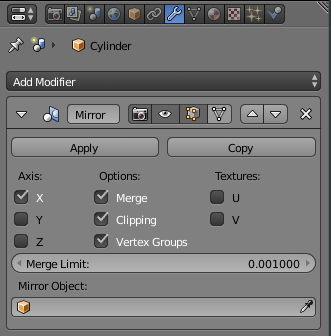 Cylinder
Add Modifier
Mirror
Apply Copy
Axis: Options: Textures:
X Merge U
Y Clipping V
Z Vertex Groups
Merge Limit: 0.001000
Mirror Object: